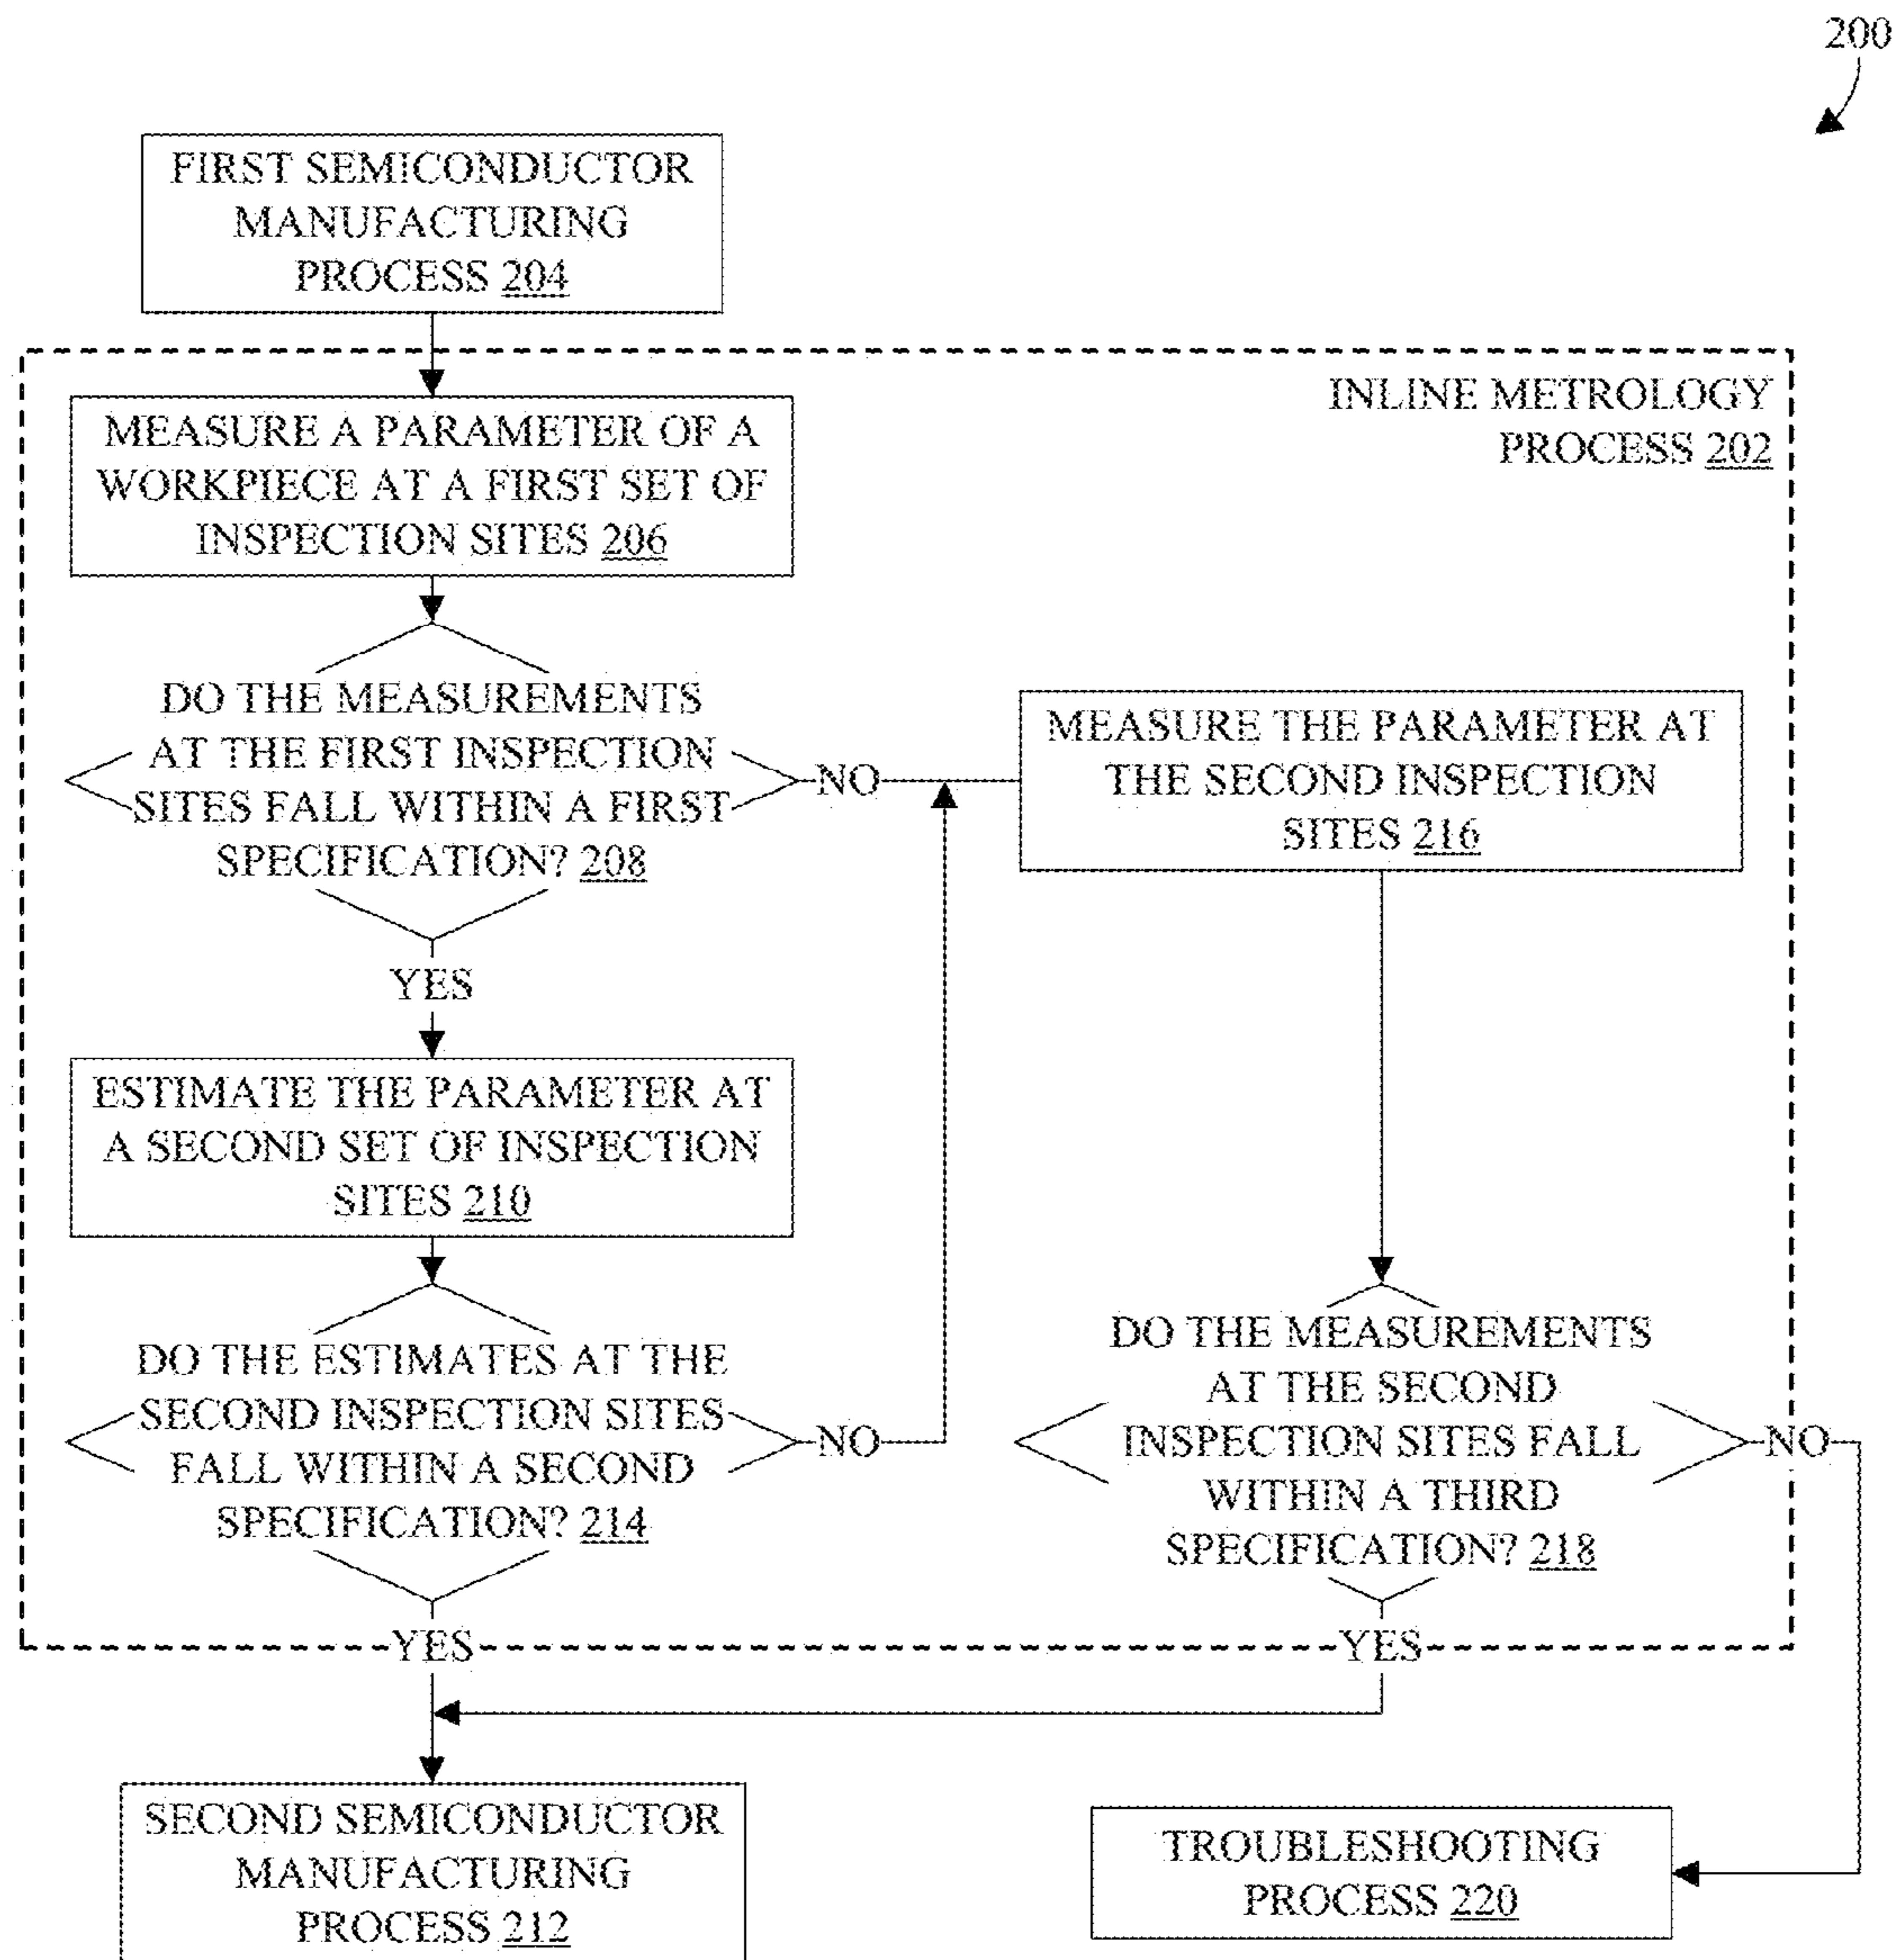 200
FIRST SEMICONDUCTOR
MANUFACTURING
PROCESS 204
INLINE METROLOGY
PROCESS 202
MEASURE A PARAMETER OF A
WORKPIECE AT A FIRST SET OF
INSPECTION SITES 206
DO THE MEASUREMENTS
AT THE FIRST INSPECTION
SITES FALL WITHIN A FIRST
SPECIFICATION? 208
NO
MEASURE THE PARAMETER AT
THE SECOND INSPECTION
SITES 216
YES
ESTIMATE THE PARAMETER AT
A SECOND SET OF INSPECTION
SITES 210
DO THE ESTIMATES AT THE
SECOND INSPECTION SITES
FALL WITHIN A SECOND
SPECIFICATION? 214
NO
DO THE MEASUREMENTS
AT THE SECOND
INSPECTION SITES FALL
WITHIN A THIRD
SPECIFICATION? 218
NO
YES
YES
SECOND SEMICONDUCTOR
MANUFACTURING
PROCESS 212
TROUBLESHOOTING
PROCESS 220